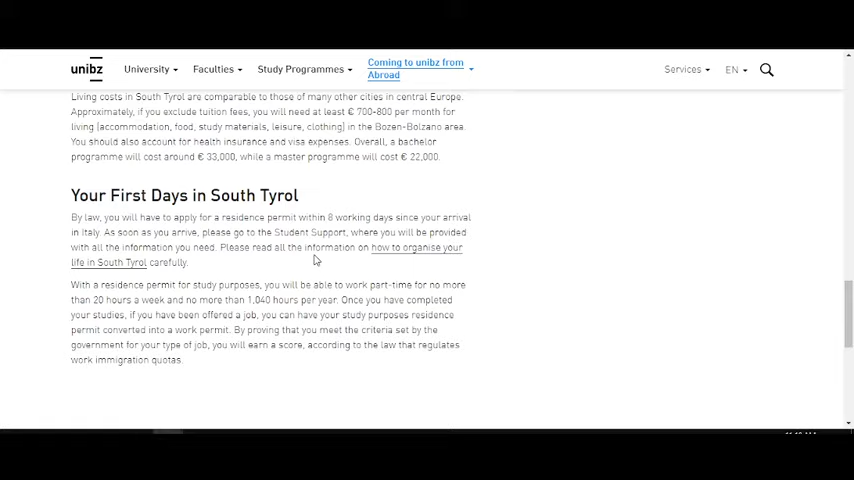 unibz
University
Faculties
Study Programmes
Coming to unibz from
Abroad
Services
EN
Living costs in South Tyrol are comparable to those of many other cities in central Europe.
Approximately, if you exclude tuition fees, you will need at least € 700-800 per month for
living (accommodation, food, study materials, leisure, clothing) in the Bozen-Bolzano area.
You should also account for health insurance and visa expenses. Overall, a bachelor
programme will cost around € 33,000, while a master programme will cost € 22,000.
Your First Days in South Tyrol
By law, you will have to apply for a residence permit within 8 working days since your arrival
in Italy. As soon as you arrive, please go to the Student Support, where you will be provided
with all the information you need. Please read all the information on how to organise your
life in South Tyrol carefully.
With a residence permit for study purposes, you will be able to work part-time for no more
than 20 hours a week and no more than 1,040 hours per year. Once you have completed
your studies, if you have been offered a job, you can have your study purposes residence
permit converted into a work permit. By proving that you meet the criteria set by the
government for your type of job, you will earn a score, according to the law that regulates
work immigration quotas.